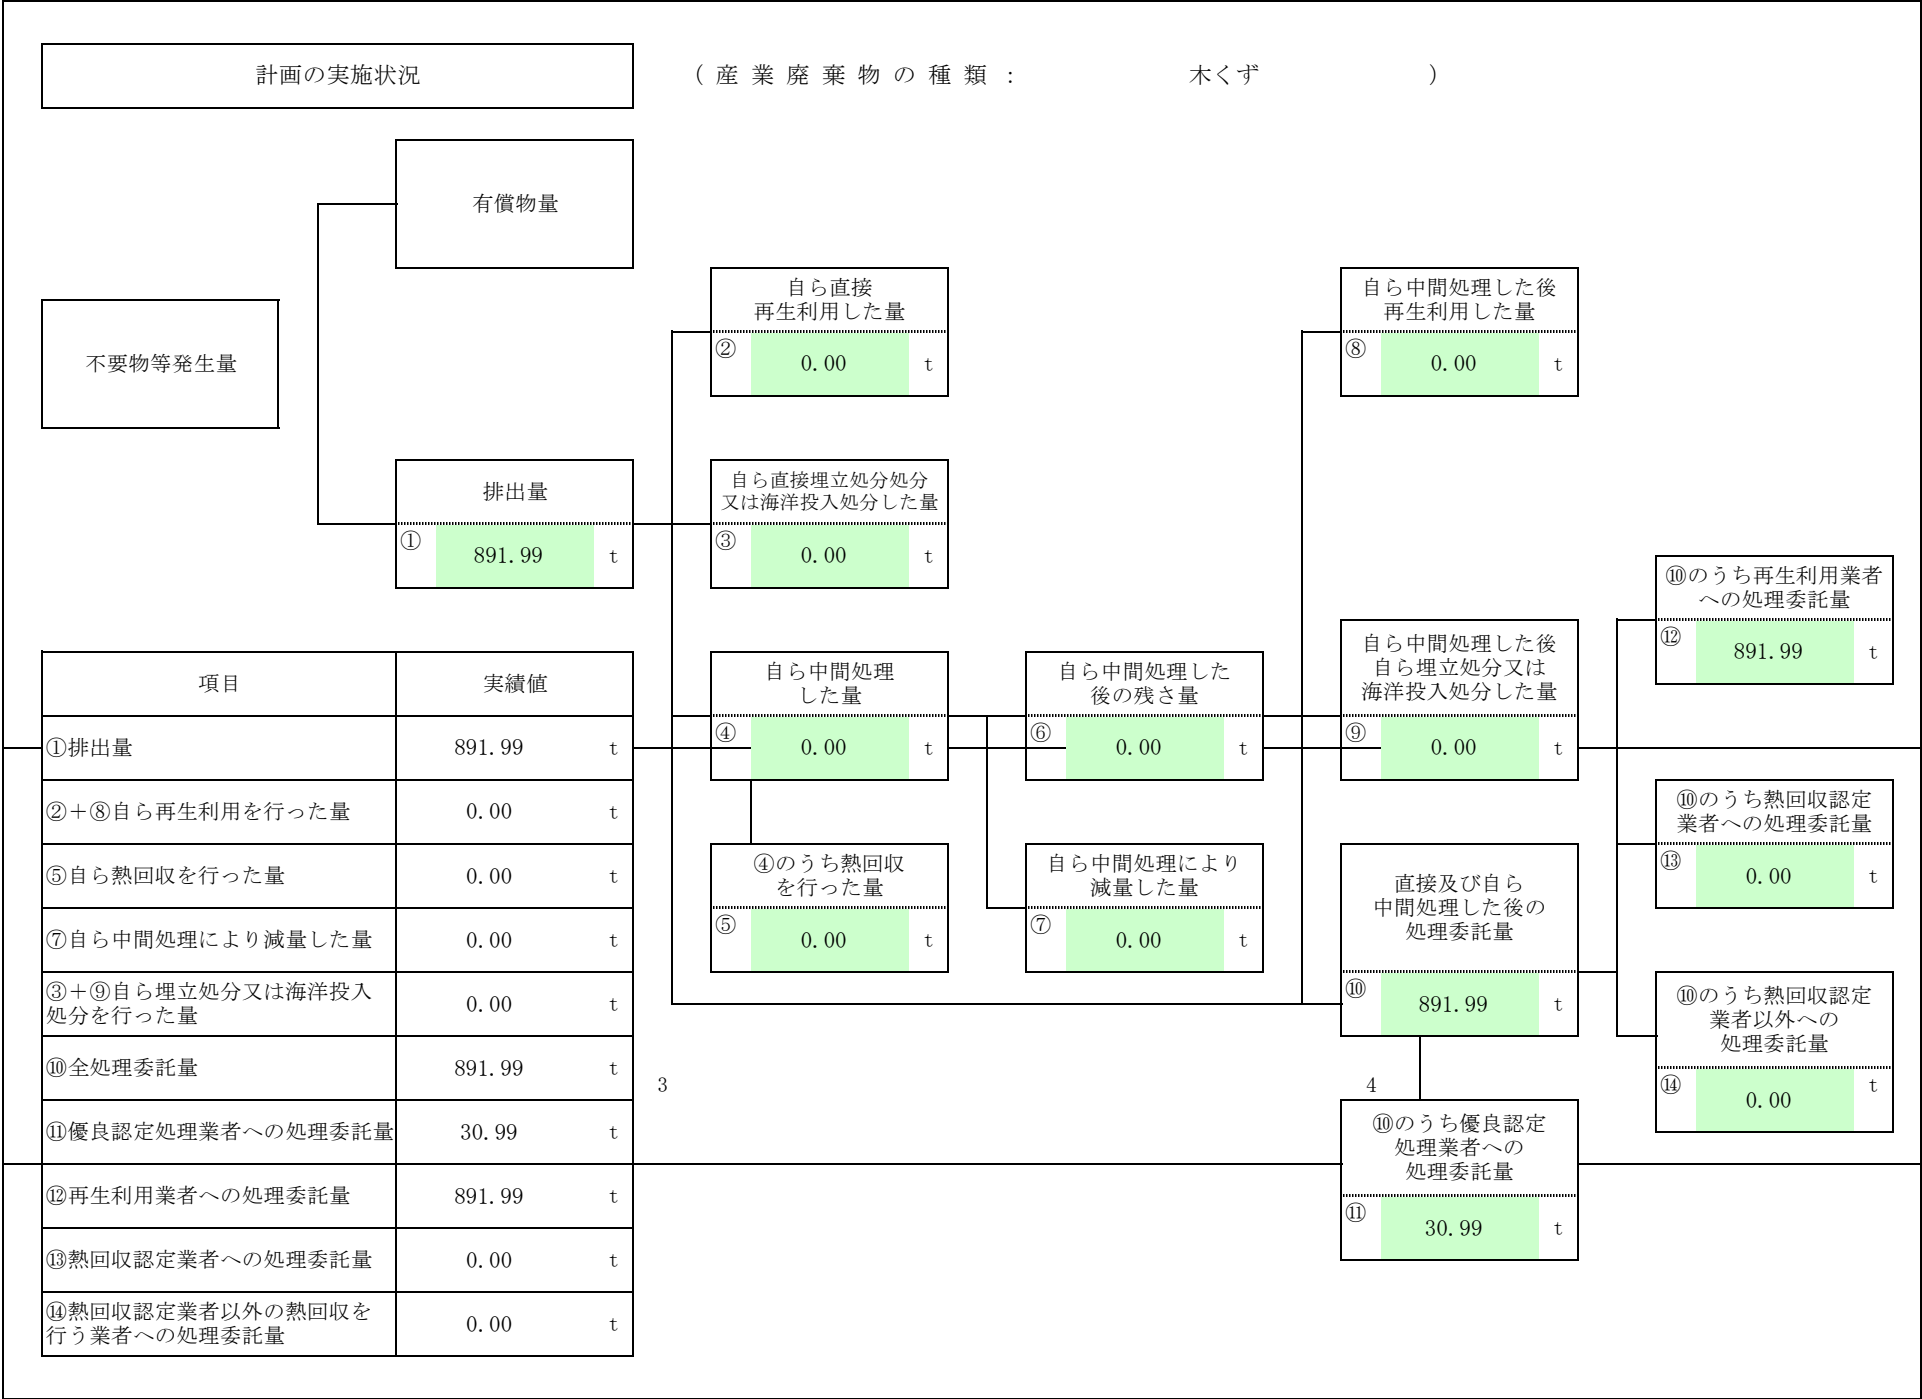 計画の実施状況
（産業廃棄物の種類： 木くず ）
有償物量
不要物等発生量
自ら直接
再生利用した量
② 0.00 t
自ら中間処理した後
再生利用した量
⑧ 0.00 t
排出量
① 891.99 t
自ら直接埋立処分処分
又は海洋投入処分した量
③ 0.00 t
⑩のうち再生利用業者
への処理委託量
⑫ 891.99 t
自ら中間処理
した量
④ 0.00 t
自ら中間処理した
後の残さ量
⑥ 0.00 t
自ら中間処理した後
自ら埋立処分又は
海洋投入処分した量
⑨ 0.00 t
⑩のうち熱回収認定
業者への処理委託量
⑬ 0.00 t
④のうち熱回収
を行った量
⑤ 0.00 t
自ら中間処理により
減量した量
⑦ 0.00 t
直接及び自ら
中間処理した後の
処理委託量
⑩ 891.99 t
⑩のうち熱回収認定
業者以外への
処理委託量
⑭ 0.00 t
3
4
⑩のうち優良認定
処理業者への
処理委託量
⑪ 30.99 t
項目 実績値
①排出量 891.99 t
②＋⑧自ら再生利用を行った量 0.00 t
⑤自ら熱回収を行った量 0.00 t
⑦自ら中間処理により減量した量 0.00 t
③＋⑨自ら埋立処分又は海洋投入
処分を行った量 0.00 t
⑩全処理委託量 891.99 t
⑪優良認定処理業者への処理委託量 30.99 t
⑫再生利用業者への処理委託量 891.99 t
⑬熱回収認定業者への処理委託量 0.00 t
⑭熱回収認定業者以外の熱回収を
行う業者への処理委託量 0.00 t